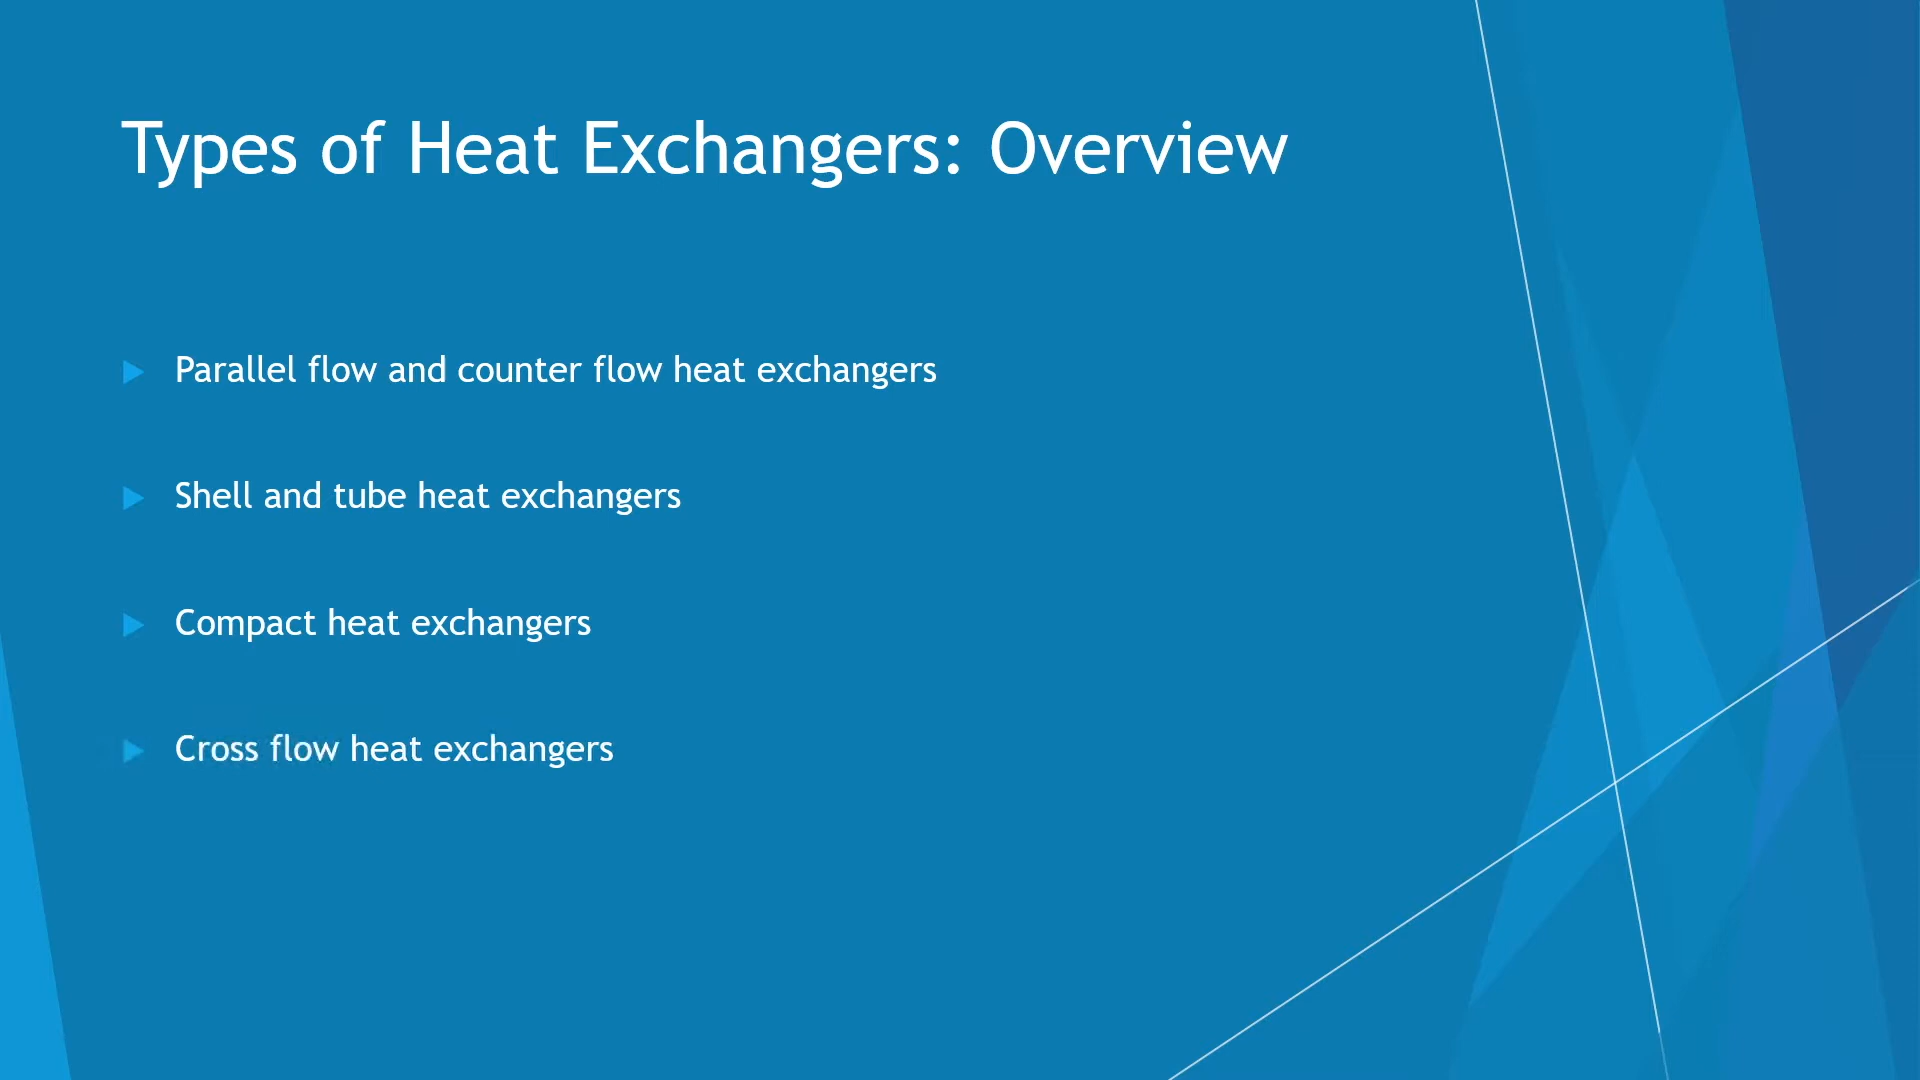 Types of Heat Exchangers: Overview
Parallel flow and counter flow heat exchangers
Shell and tube heat exchangers
Compact heat exchangers
Cross flow heat exchangers